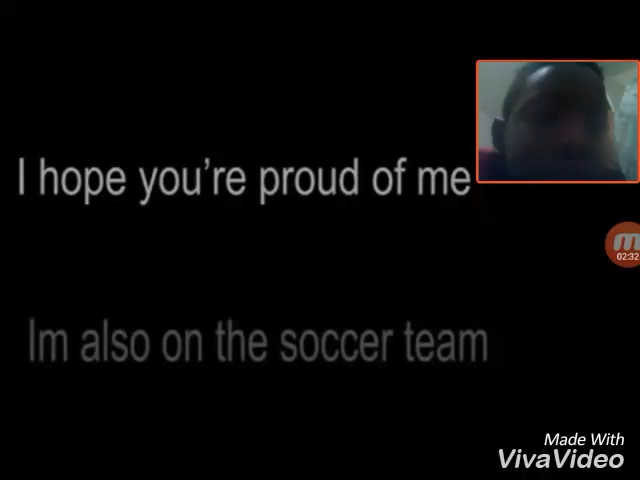 I hope you’re proud of me
02:32
Im also on the soccer team
Made With
VivaVideo